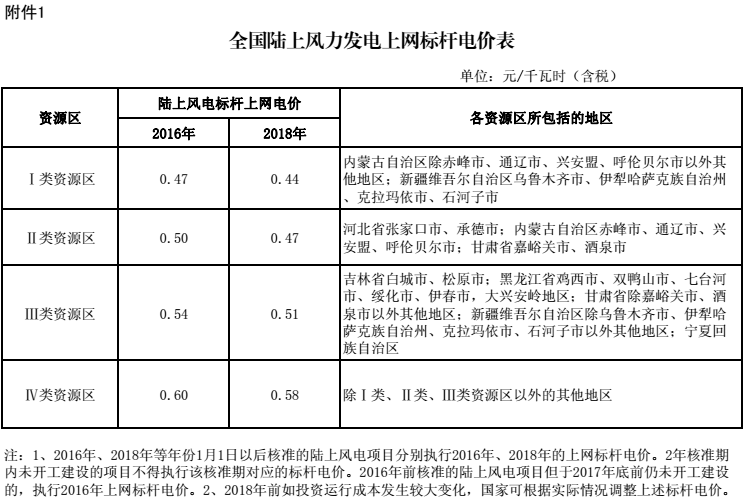 附件1
全国陆上风力发电上网标杆电价表
单位：元/千瓦时（含税）
资源区
陆上风电标杆上网电价
各资源区所包括的地区
2016年
2018年
Ⅰ类资源区
0.47
0.44
内蒙古自治区除赤峰市、通辽市、兴安盟、呼伦贝尔市以外其
他地区；新疆维吾尔自治区乌鲁木齐市、伊犁哈萨克族自治州
、克拉玛依市、石河子市
Ⅱ类资源区
0.50
0.47
河北省张家口市、承德市；内蒙古自治区赤峰市、通辽市、兴
安盟、呼伦贝尔市；甘肃省嘉峪关市、酒泉市
Ⅲ类资源区
0.54
0.51
吉林省白城市、松原市；黑龙江省鸡西市、双鸭山市、七台河
市、绥化市、伊春市，大兴安岭地区；甘肃省除嘉峪关市、酒
泉市以外其他地区；新疆维吾尔自治区除乌鲁木齐市、伊犁哈
萨克族自治州、克拉玛依市、石河子市以外其他地区；宁夏回
族自治区
Ⅳ类资源区
0.60
0.58
除Ⅰ类、Ⅱ类、Ⅲ类资源区以外的其他地区
注：1、2016年、2018年等年份1月1日以后核准的陆上风电项目分别执行2016年、2018年的上网标杆电价。2年核准期
内未开工建设的项目不得执行该核准期对应的标杆电价。2016年前核准的陆上风电项目但于2017年底前仍未开工建设
的，执行2016年上网标杆电价。2、2018年前如投资运行成本发生较大变化，国家可根据实际情况调整上述标杆电价。